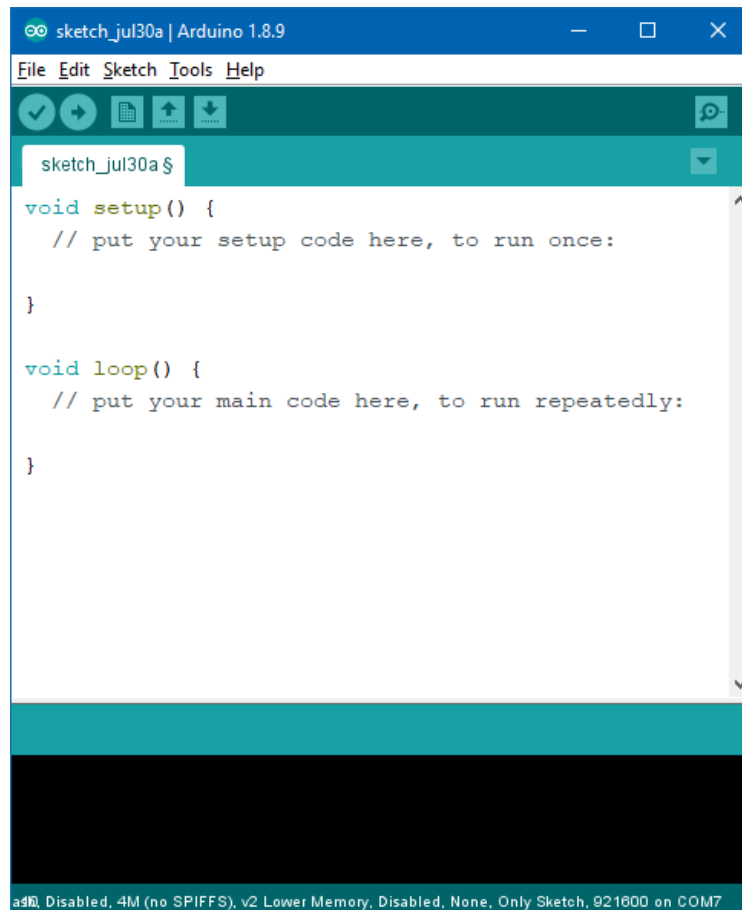 sketch_jul30a | Arduino 1.8.9
File Edit Sketch Tools Help
sketch_jul30a §
void setup() {
  // put your setup code here, to run once:
}
void loop() {
  // put your main code here, to run repeatedly:
}
Disabled, 4M (no SPIFFS), v2 Lower Memory, Disabled, None, Only Sketch, 921600 on COM7